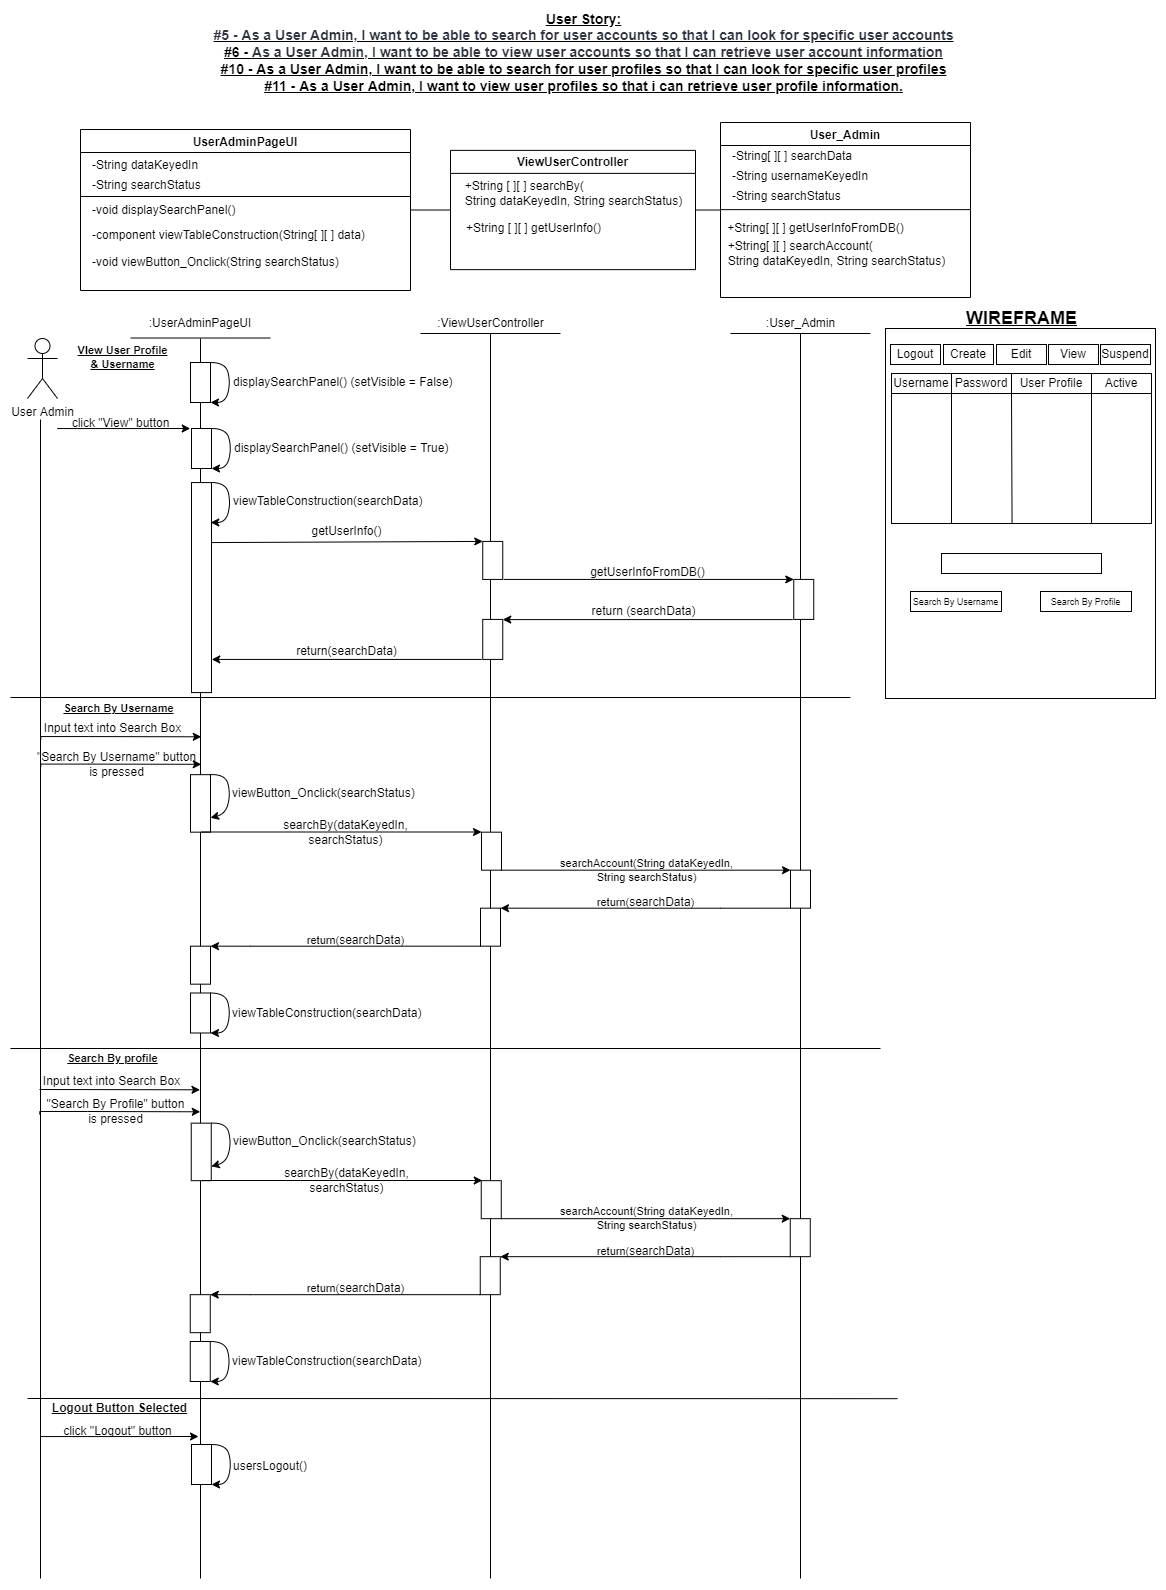 User Story:
#5 - As a User Admin, I want to be able to search for user accounts so that I can look for specific user accounts
#6 - As a User Admin, I want to be able to view user accounts so that I can retrieve user account information
#10 - As a User Admin, I want to be able to search for user profiles so that I can look for specific user profiles
#11 - As a User Admin, I want to view user profiles so that i can retrieve user profile information.
UserAdminPageUI
-String dataKeyedIn
-String searchStatus
-void displaySearchPanel()
-component viewTableConstruction(String[ ][ ] data)
-void viewButton_Onclick(String searchStatus)
ViewUserController
+String [ ][ ] searchBy(
String dataKeyedIn, String searchStatus)
+String [ ][ ] getUserInfo()
User_Admin
-String[ ][ ] searchData
-String usernameKeyedIn
-String searchStatus
+String[ ][ ] getUserInfoFromDB()
+String[ ][ ] searchAccount(
String dataKeyedIn, String searchStatus)
:UserAdminPageUI
:ViewUserController
:User_Admin
WIREFRAME
Logout
Create
Edit
View
Suspend
Username
Password
User Profile
Active
Search By Username
Search By Profile
User Admin
VIew User Profile
& Username
displaySearchPanel() (setVisible = False)
click "View" button
displaySearchPanel() (setVisible = True)
viewTableConstruction(searchData)
getUserInfo()
getUserInfoFromDB()
return (searchData)
return(searchData)
Search By Username
Input text into Search Box
"Search By Username" button
is pressed
viewButton_Onclick(searchStatus)
searchBy(dataKeyedIn,
searchStatus)
searchAccount(String dataKeyedIn,
String searchStatus)
return(searchData)
return(searchData)
viewTableConstruction(searchData)
Search By profile
Input text into Search Box
"Search By Profile" button
is pressed
viewButton_Onclick(searchStatus)
searchBy(dataKeyedIn,
searchStatus)
searchAccount(String dataKeyedIn,
String searchStatus)
return(searchData)
return(searchData)
viewTableConstruction(searchData)
Logout Button Selected
click "Logout" button
usersLogout()